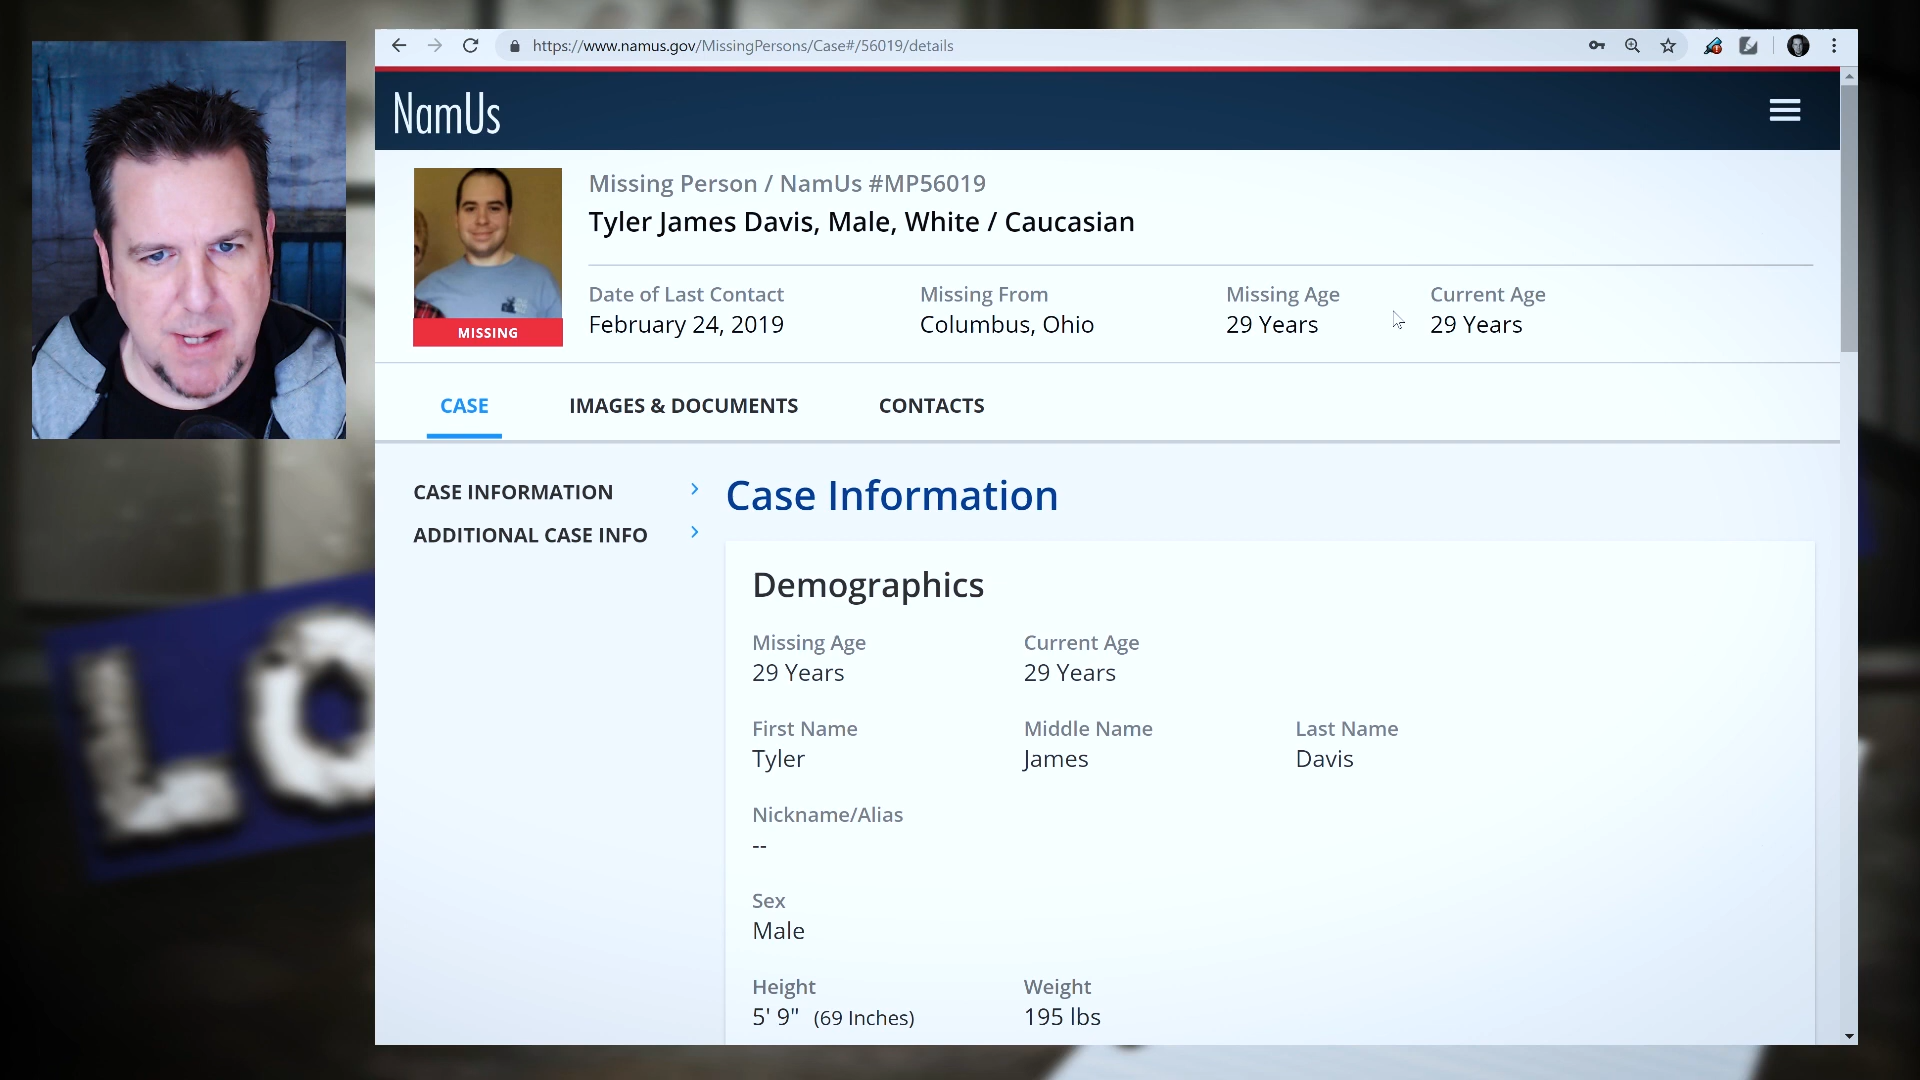 https://www.namus.gov/MissingPersons/Case#/56019/details
NamUs
MISSING
Missing Person / NamUs #MP56019
Tyler James Davis, Male, White / Caucasian
Date of Last Contact
February 24, 2019
Missing From
Columbus, Ohio
Missing Age
29 Years
Current Age
29 Years
CASE
IMAGES & DOCUMENTS
CONTACTS
CASE INFORMATION
ADDITIONAL CASE INFO
Case Information
Demographics
Missing Age
29 Years
Current Age
29 Years
First Name
Tyler
Middle Name
James
Last Name
Davis
Nickname/Alias
--
Sex
Male
Height
5' 9" (69 Inches)
Weight
195 lbs
LO